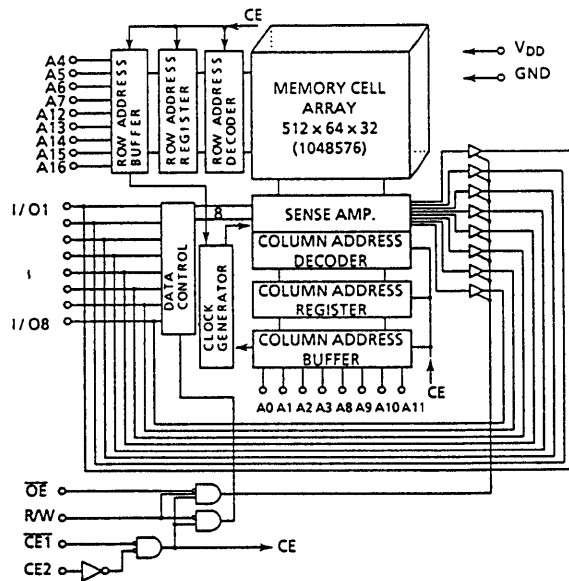 CE
A4
A5
A6
A7
A12
A13
A14
A15
A16
ROW ADDRESS
BUFFER
ROW ADDRESS
REGISTER
ROW ADDRESS
DECODER
MEMORY CELL
ARRAY
512 x 64 x 32
(1048576)
VDD
GND
I/O1
I/O8
DATA
CONTROL
8
CLOCK
GENERATOR
SENSE AMP.
COLUMN ADDRESS
DECODER
COLUMN ADDRESS
REGISTER
COLUMN ADDRESS
BUFFER
CE
A0 A1 A2 A3 A8 A9 A10 A11
OE
R/W
CE1
CE
CE2